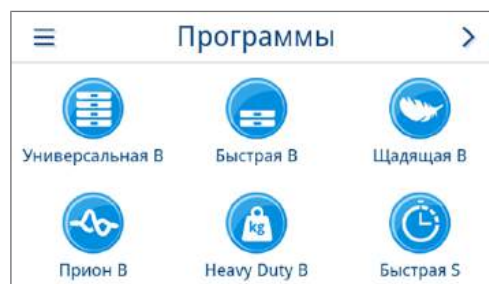 Программы
Универсальная B
Быстрая B
Щадящая B
kg
Прион B
Heavy Duty B
Быстрая S